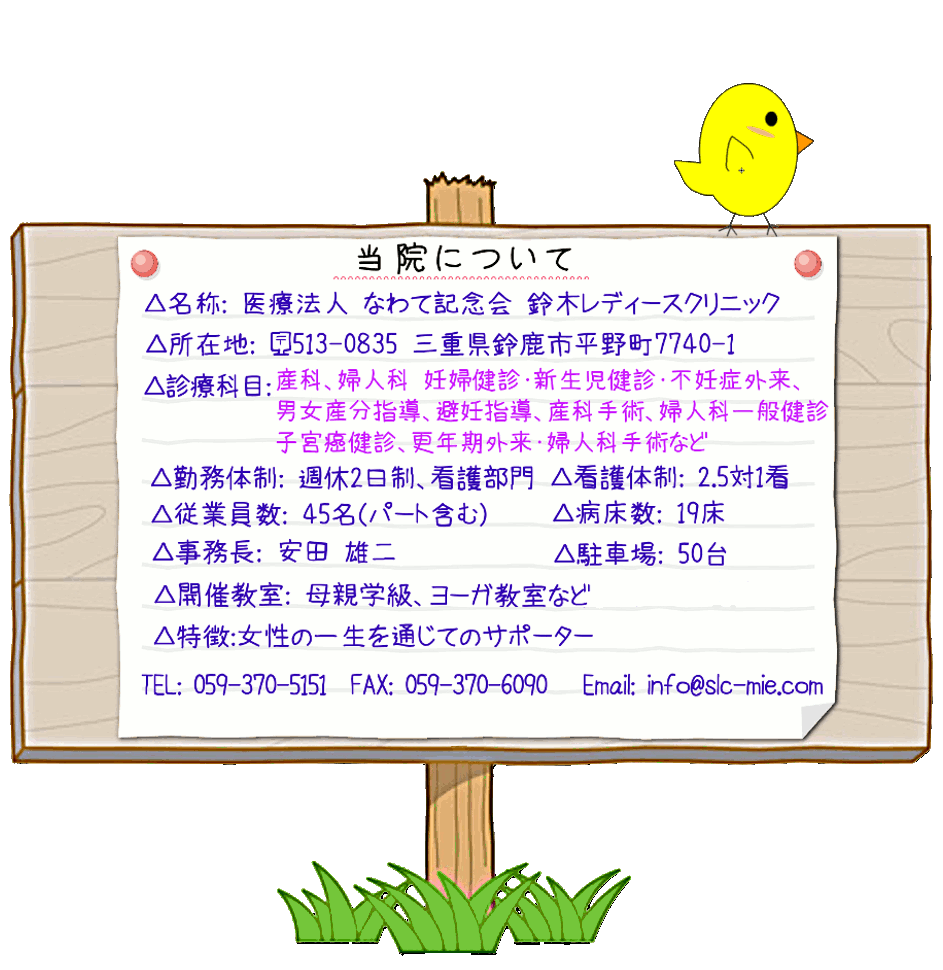 当院について
△名称: 医療法人 なわて記念会 鈴木レディースクリニック
△所在地: 〒513-0835 三重県鈴鹿市平野町7740-1
△診療科目:産科、婦人科 妊婦健診・新生児健診・不妊症外来、
男女産分指導、避妊指導、産科手術、婦人科一般健診
子宮癌健診、更年期外来・婦人科手術など
△勤務体制: 週休2日制、看護部門 △看護体制: 2.5対1看
△従業員数: 45名(パート含む) △病床数: 19床
△事務長: 安田 雄二 △駐車場: 50台
△開催教室: 母親学級、ヨーガ教室など
△特徴:女性の一生を通じてのサポーター
TEL: 059-370-5151 FAX: 059-370-6090 Email: info@slc-mie.com